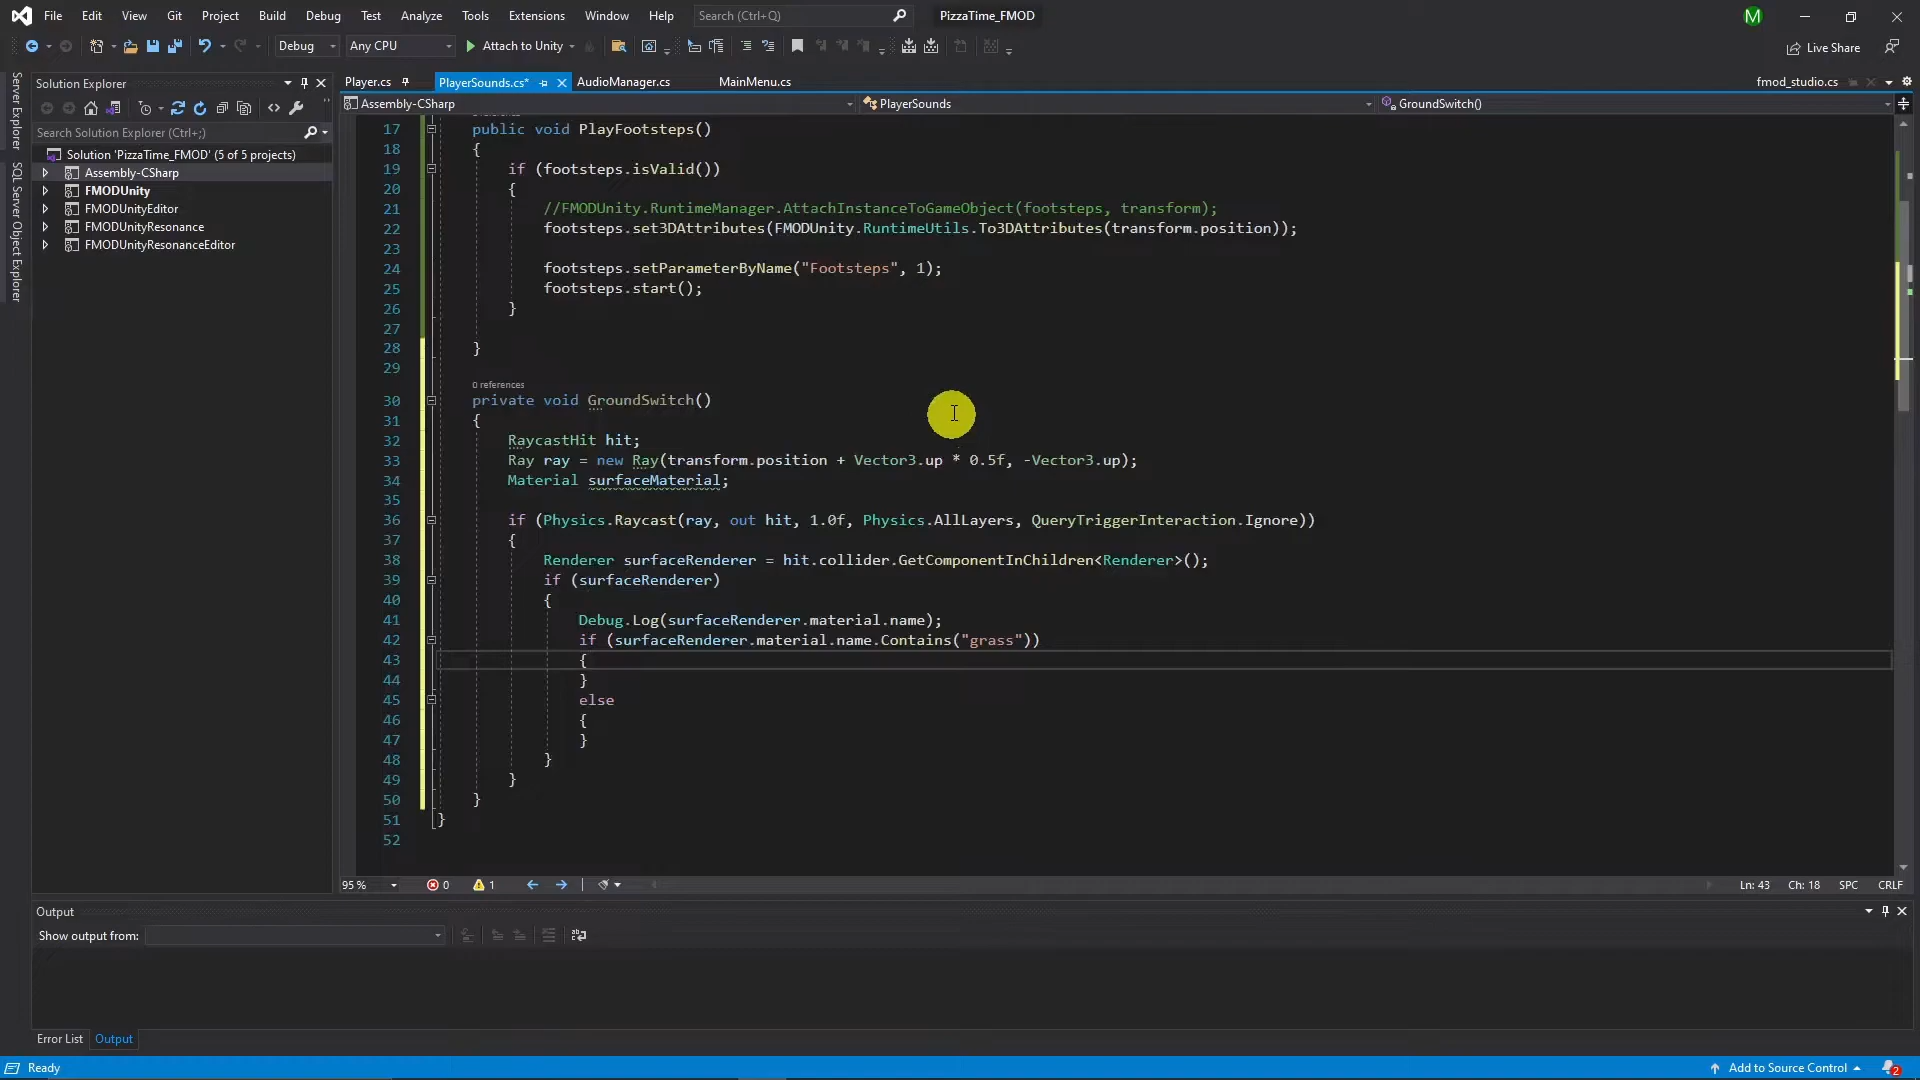 File Edit View Git Project Build Debug Test Analyze Tools Extensions Window Help Search (Ctrl+Q) PizzaTime_FMOD M
Debug Any CPU Attach to Unity Live Share
Server Explorer
SQL Server Object Explorer
Solution Explorer
Search Solution Explorer (Ctrl+;)
Solution 'PizzaTime_FMOD' (5 of 5 projects)
Assembly-CSharp
FMODUnity
FMODUnityEditor
FMODUnityResonance
FMODUnityResonanceEditor
Player.cs PlayerSounds.cs* AudioManager.cs MainMenu.cs fmod_studio.cs
Assembly-CSharp PlayerSounds GroundSwitch()
17 public void PlayFootsteps()
18 {
19 if (footsteps.isValid())
20 {
21 //FMODUnity.RuntimeManager.AttachInstanceToGameObject(footsteps, transform);
22 footsteps.set3DAttributes(FMODUnity.RuntimeUtils.To3DAttributes(transform.position));
23
24 footsteps.setParameterByName("Footsteps", 1);
25 footsteps.start();
26 }
27
28 }
29
0 references
30 private void GroundSwitch()
31 {
32 RaycastHit hit;
33 Ray ray = new Ray(transform.position + Vector3.up * 0.5f, -Vector3.up);
34 Material surfaceMaterial;
35
36 if (Physics.Raycast(ray, out hit, 1.0f, Physics.AllLayers, QueryTriggerInteraction.Ignore))
37 {
38 Renderer surfaceRenderer = hit.collider.GetComponentInChildren<Renderer>();
39 if (surfaceRenderer)
40 {
41 Debug.Log(surfaceRenderer.material.name);
42 if (surfaceRenderer.material.name.Contains("grass"))
43 {
44 }
45 else
46 {
47 }
48 }
49 }
50 }
51 }
52
95 % 0 1 Ln: 43 Ch: 18 SPC CRLF
Output
Show output from:
Error List Output
Ready Add to Source Control 2